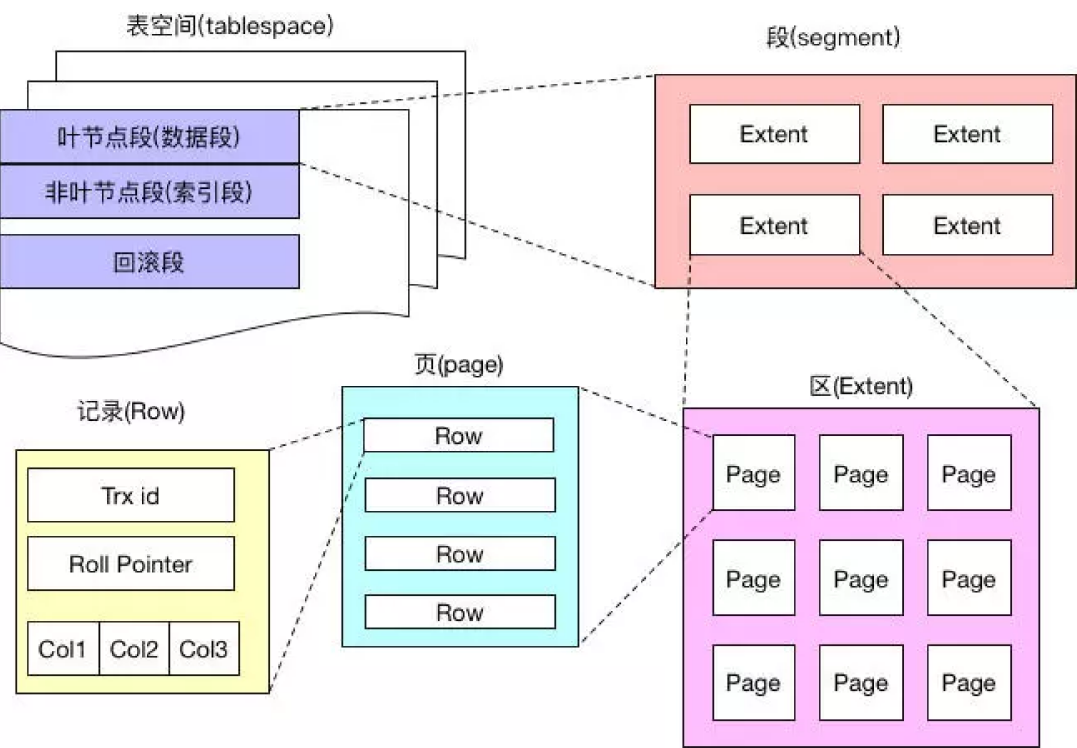 表空间(tablespace)
叶节点段(数据段)
非叶节点段(索引段)
回滚段
段(segment)
Extent Extent
Extent Extent
区(Extent)
Page Page Page
Page Page Page
Page Page Page
页(page)
Row
Row
Row
Row
记录(Row)
Trx id
Roll Pointer
Col1 Col2 Col3